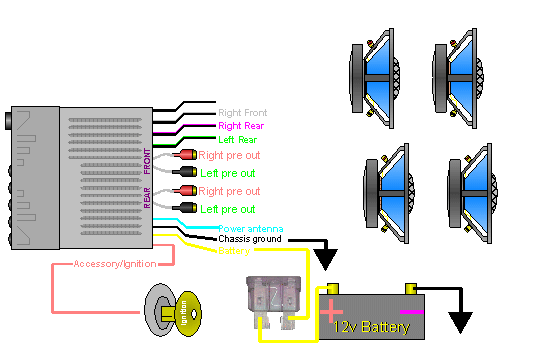 Right Front
Right Rear
Left Rear
FRONT
Right pre out
Left pre out
REAR
Right pre out
Left pre out
Power antenna
Chassis ground
Battery
Accessory/Ignition
Ignition
+
−
12v Battery